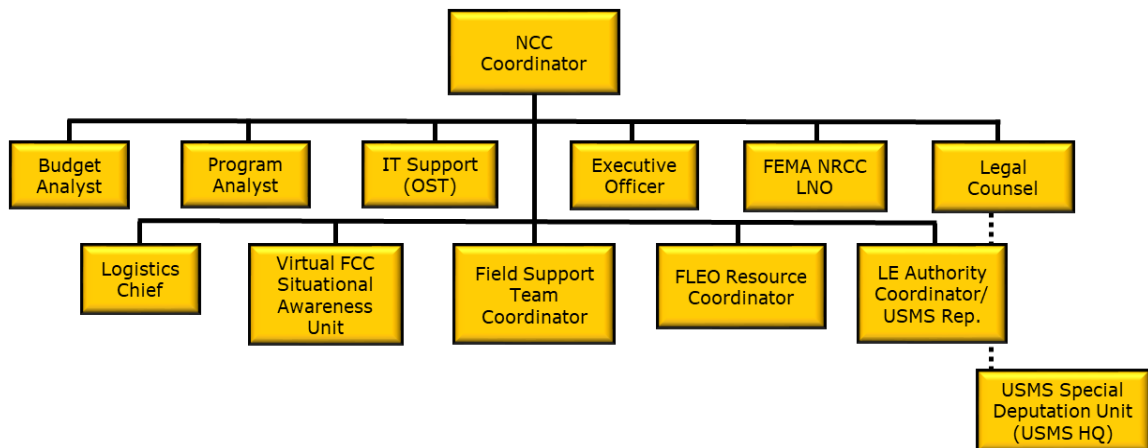 NCC
Coordinator
Budget
Analyst
Program
Analyst
IT Support
(OST)
Executive
Officer
FEMA NRCC
LNO
Legal
Counsel
Logistics
Chief
Virtual FCC
Situational
Awareness
Unit
Field Support
Team
Coordinator
FLEO Resource
Coordinator
LE Authority
Coordinator/
USMS Rep.
USMS Special
Deputation Unit
(USMS HQ)